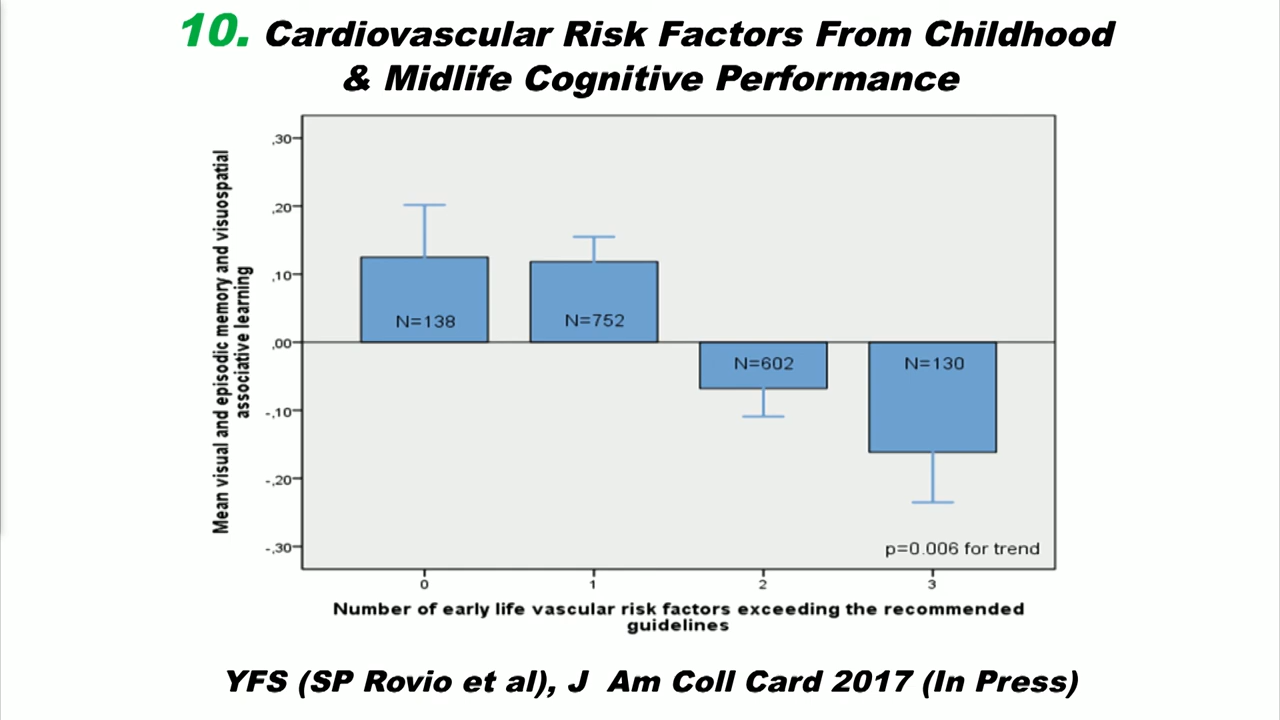 10. Cardiovascular Risk Factors From Childhood
& Midlife Cognitive Performance
Mean visual and episodic memory and visuospatial
associative learning
,30
,20
,10
,00
-,10
-,20
-,30
N=138
N=752
N=602
N=130
p=0.006 for trend
0
1
2
3
Number of early life vascular risk factors exceeding the recommended
guidelines
YFS (SP Rovio et al), J Am Coll Card 2017 (In Press)